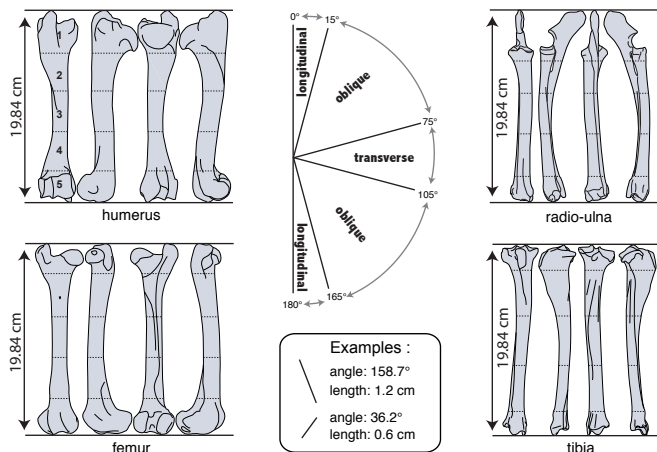 19.84 cm
1
2
3
4
5
humerus
0°
15°
longitudinal
oblique
75°
transverse
105°
oblique
longitudinal
180°
165°
19.84 cm
radio-ulna
19.84 cm
femur
Examples :
angle: 158.7°
length: 1.2 cm
angle: 36.2°
length: 0.6 cm
19.84 cm
tibia